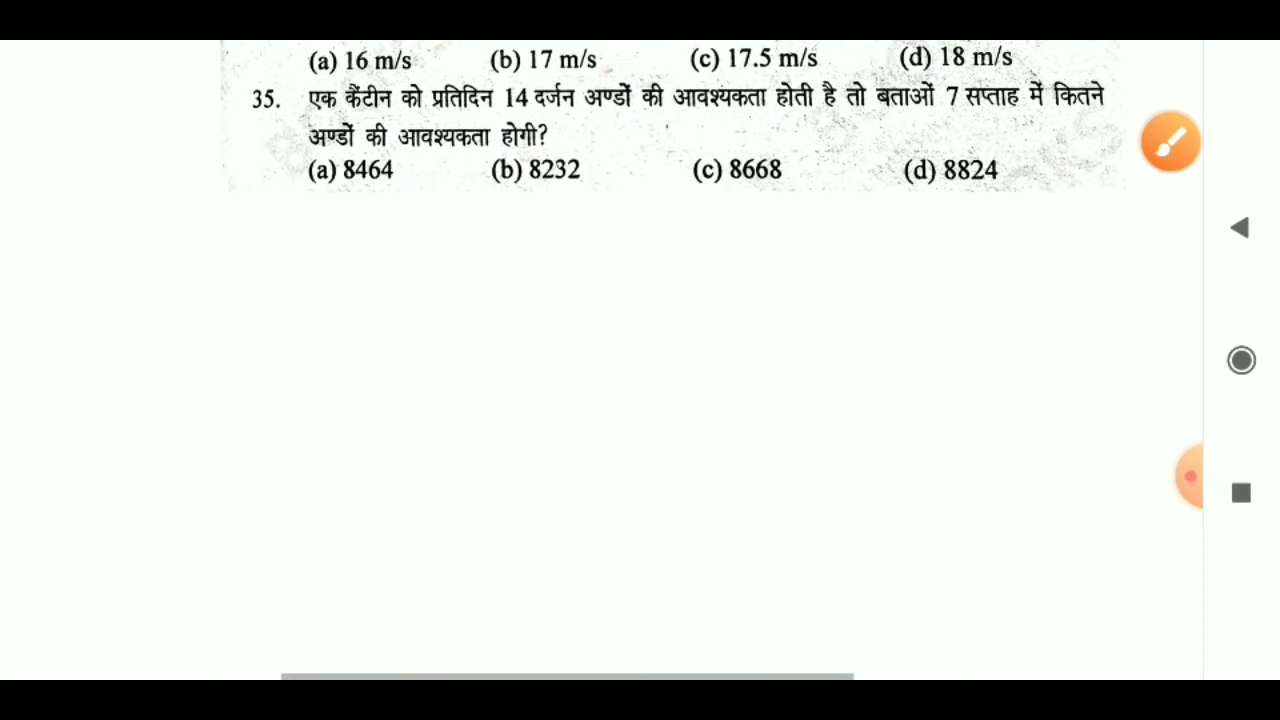 (a) 16 m/s (b) 17 m/s (c) 17.5 m/s (d) 18 m/s
35. एक कैंटीन को प्रतिदिन 14 दर्जन अण्डों की आवश्यकता होती है तो बताओं 7 सप्ताह में कितने
अण्डों की आवश्यकता होगी?
(a) 8464 (b) 8232 (c) 8668 (d) 8824